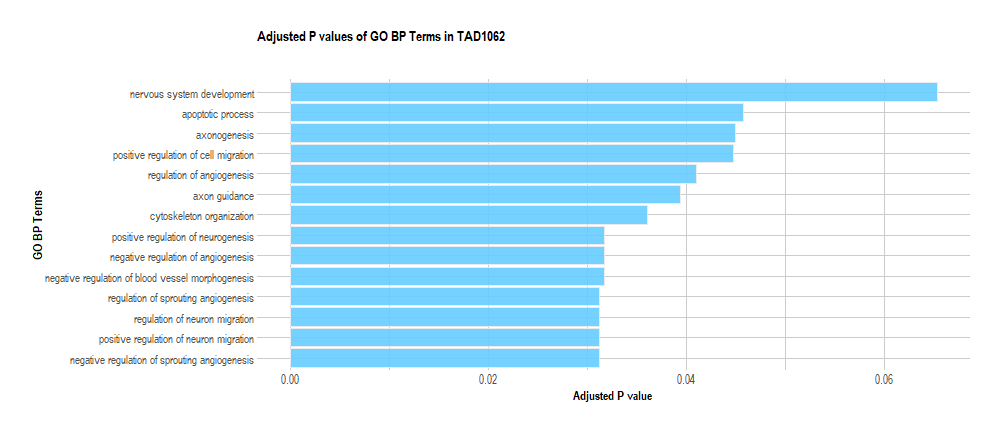 Adjusted P values of GO BP Terms in TAD1062
nervous system development
apoptotic process
axonogenesis
positive regulation of cell migration
regulation of angiogenesis
axon guidance
cytoskeleton organization
positive regulation of neurogenesis
negative regulation of angiogenesis
negative regulation of blood vessel morphogenesis
regulation of sprouting angiogenesis
regulation of neuron migration
positive regulation of neuron migration
negative regulation of sprouting angiogenesis
GO BP Terms
0.00 0.02 0.04 0.06
Adjusted P value